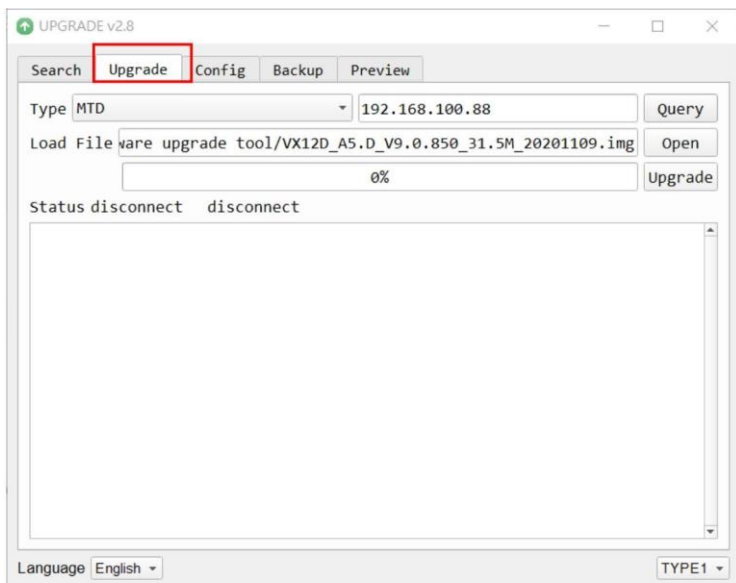 UPGRADE v2.8
Search Upgrade Config Backup Preview
Type MTD 192.168.100.88 Query
Load File ware upgrade tool/VX12D_A5.D_V9.0.850_31.5M_20201109.img Open
0% Upgrade
Status disconnect disconnect
Language English TYPE1